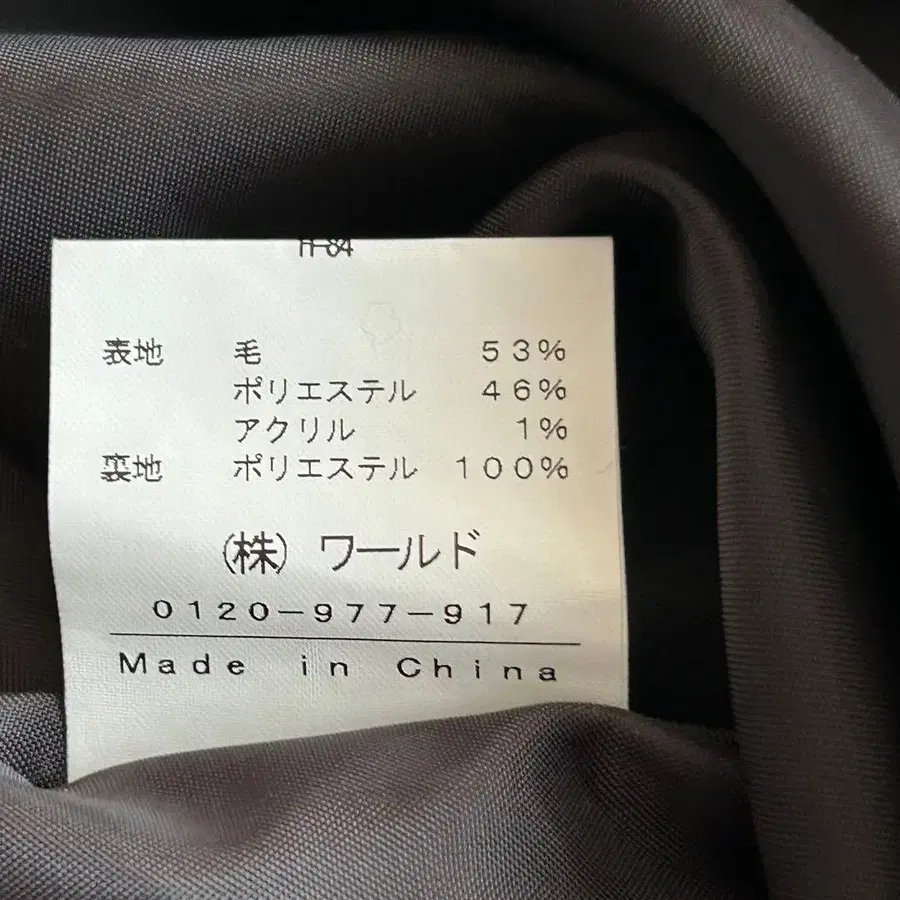 H-84
表地 毛 53%
ポリエステル 46%
アクリル 1%
裏地 ポリエステル 100%
(株) ワールド
0120-977-917
Made in China